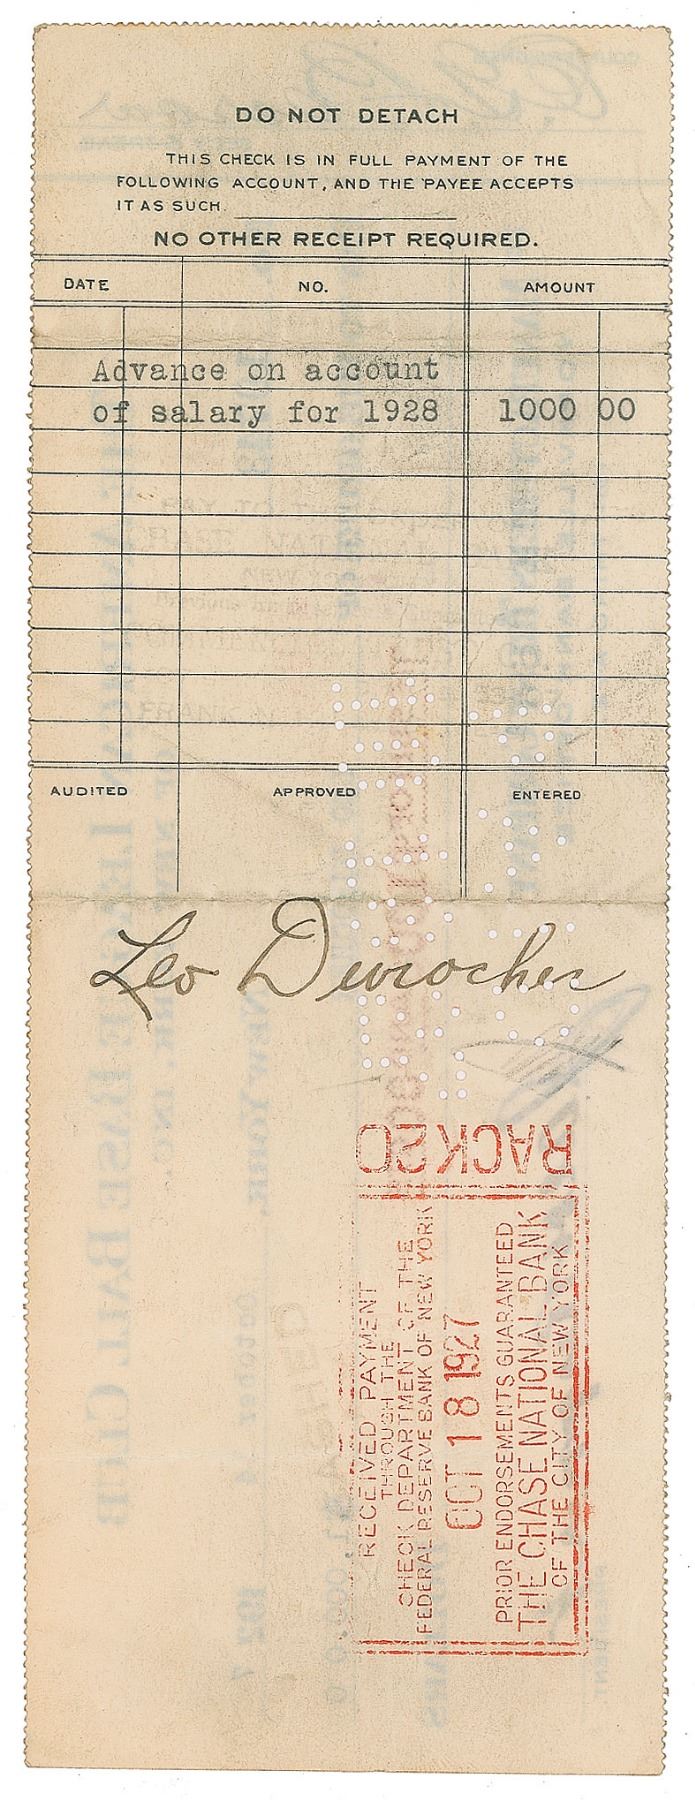 DO NOT DETACH
THIS CHECK IS IN FULL PAYMENT OF THE
FOLLOWING ACCOUNT, AND THE PAYEE ACCEPTS
IT AS SUCH.
NO OTHER RECEIPT REQUIRED.
DATE NO. AMOUNT
Advance on account
of salary for 1928 1000 00
AUDITED APPROVED ENTERED
Leo Durocher
RACK20
RECEIVED PAYMENT
THROUGH THE
CHECK DEPARTMENT OF THE
FEDERAL RESERVE BANK OF NEW YORK
OCT 18 1927
PRIOR ENDORSEMENTS GUARANTEED
THE CHASE NATIONAL BANK
OF THE CITY OF NEW YORK